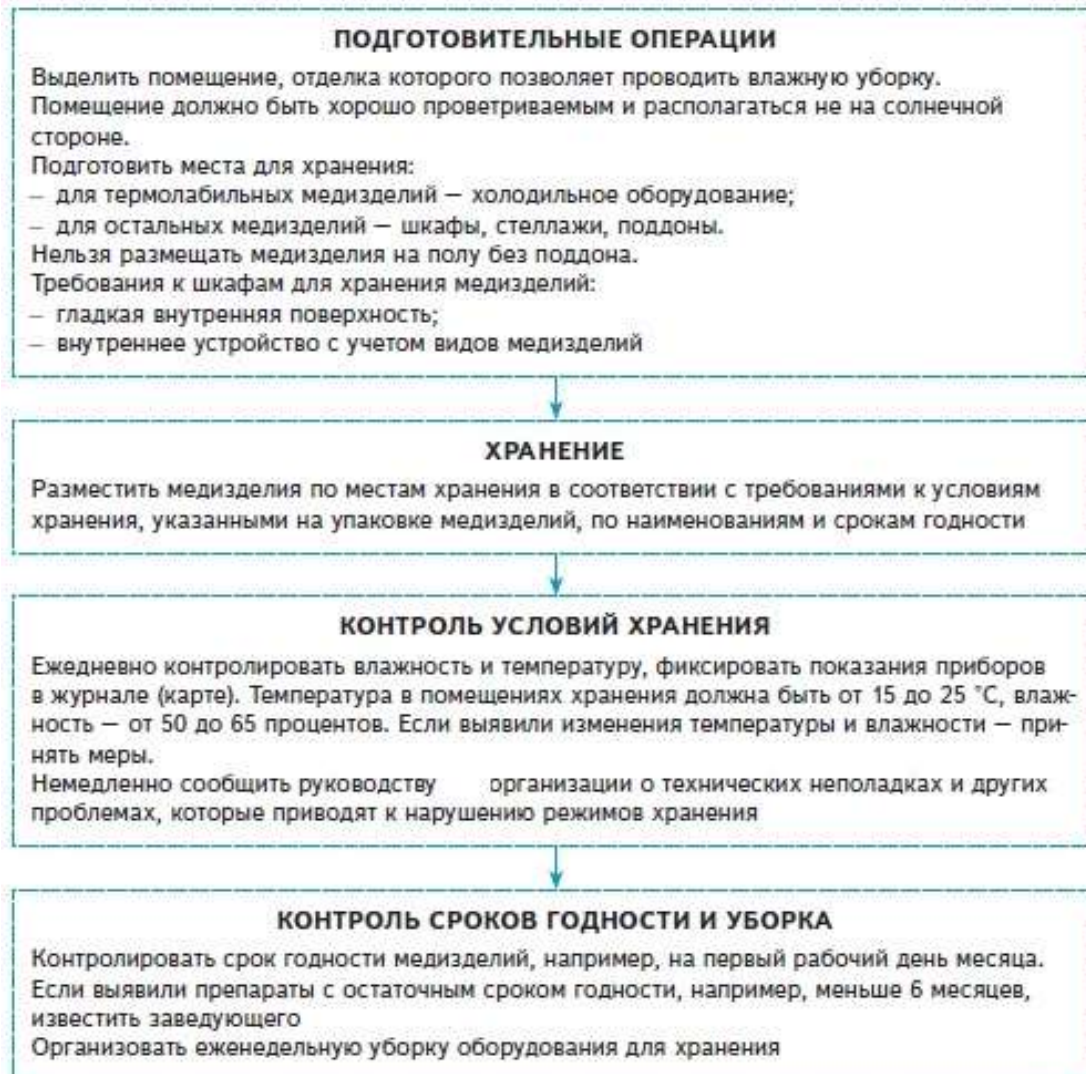 ПОДГОТОВИТЕЛЬНЫЕ ОПЕРАЦИИ
Выделить помещение, отделка которого позволяет проводить влажную уборку.
Помещение должно быть хорошо проветриваемым и располагаться не на солнечной
стороне.
Подготовить места для хранения:
– для термолабильных медизделий — холодильное оборудование;
– для остальных медизделий — шкафы, стеллажи, поддоны.
Нельзя размещать медизделия на полу без поддона.
Требования к шкафам для хранения медизделий:
– гладкая внутренняя поверхность;
– внутреннее устройство с учетом видов медизделий
ХРАНЕНИЕ
Разместить медизделия по местам хранения в соответствии с требованиями к условиям
хранения, указанными на упаковке медизделий, по наименованиям и срокам годности
КОНТРОЛЬ УСЛОВИЙ ХРАНЕНИЯ
Ежедневно контролировать влажность и температуру, фиксировать показания приборов
в журнале (карте). Температура в помещениях хранения должна быть от 15 до 25 °С, влаж-
ность — от 50 до 65 процентов. Если выявили изменения температуры и влажности — при-
нять меры.
Немедленно сообщить руководству организации о технических неполадках и других
проблемах, которые приводят к нарушению режимов хранения
КОНТРОЛЬ СРОКОВ ГОДНОСТИ И УБОРКА
Контролировать срок годности медизделий, например, на первый рабочий день месяца.
Если выявили препараты с остаточным сроком годности, например, меньше 6 месяцев,
известить заведующего
Организовать еженедельную уборку оборудования для хранения